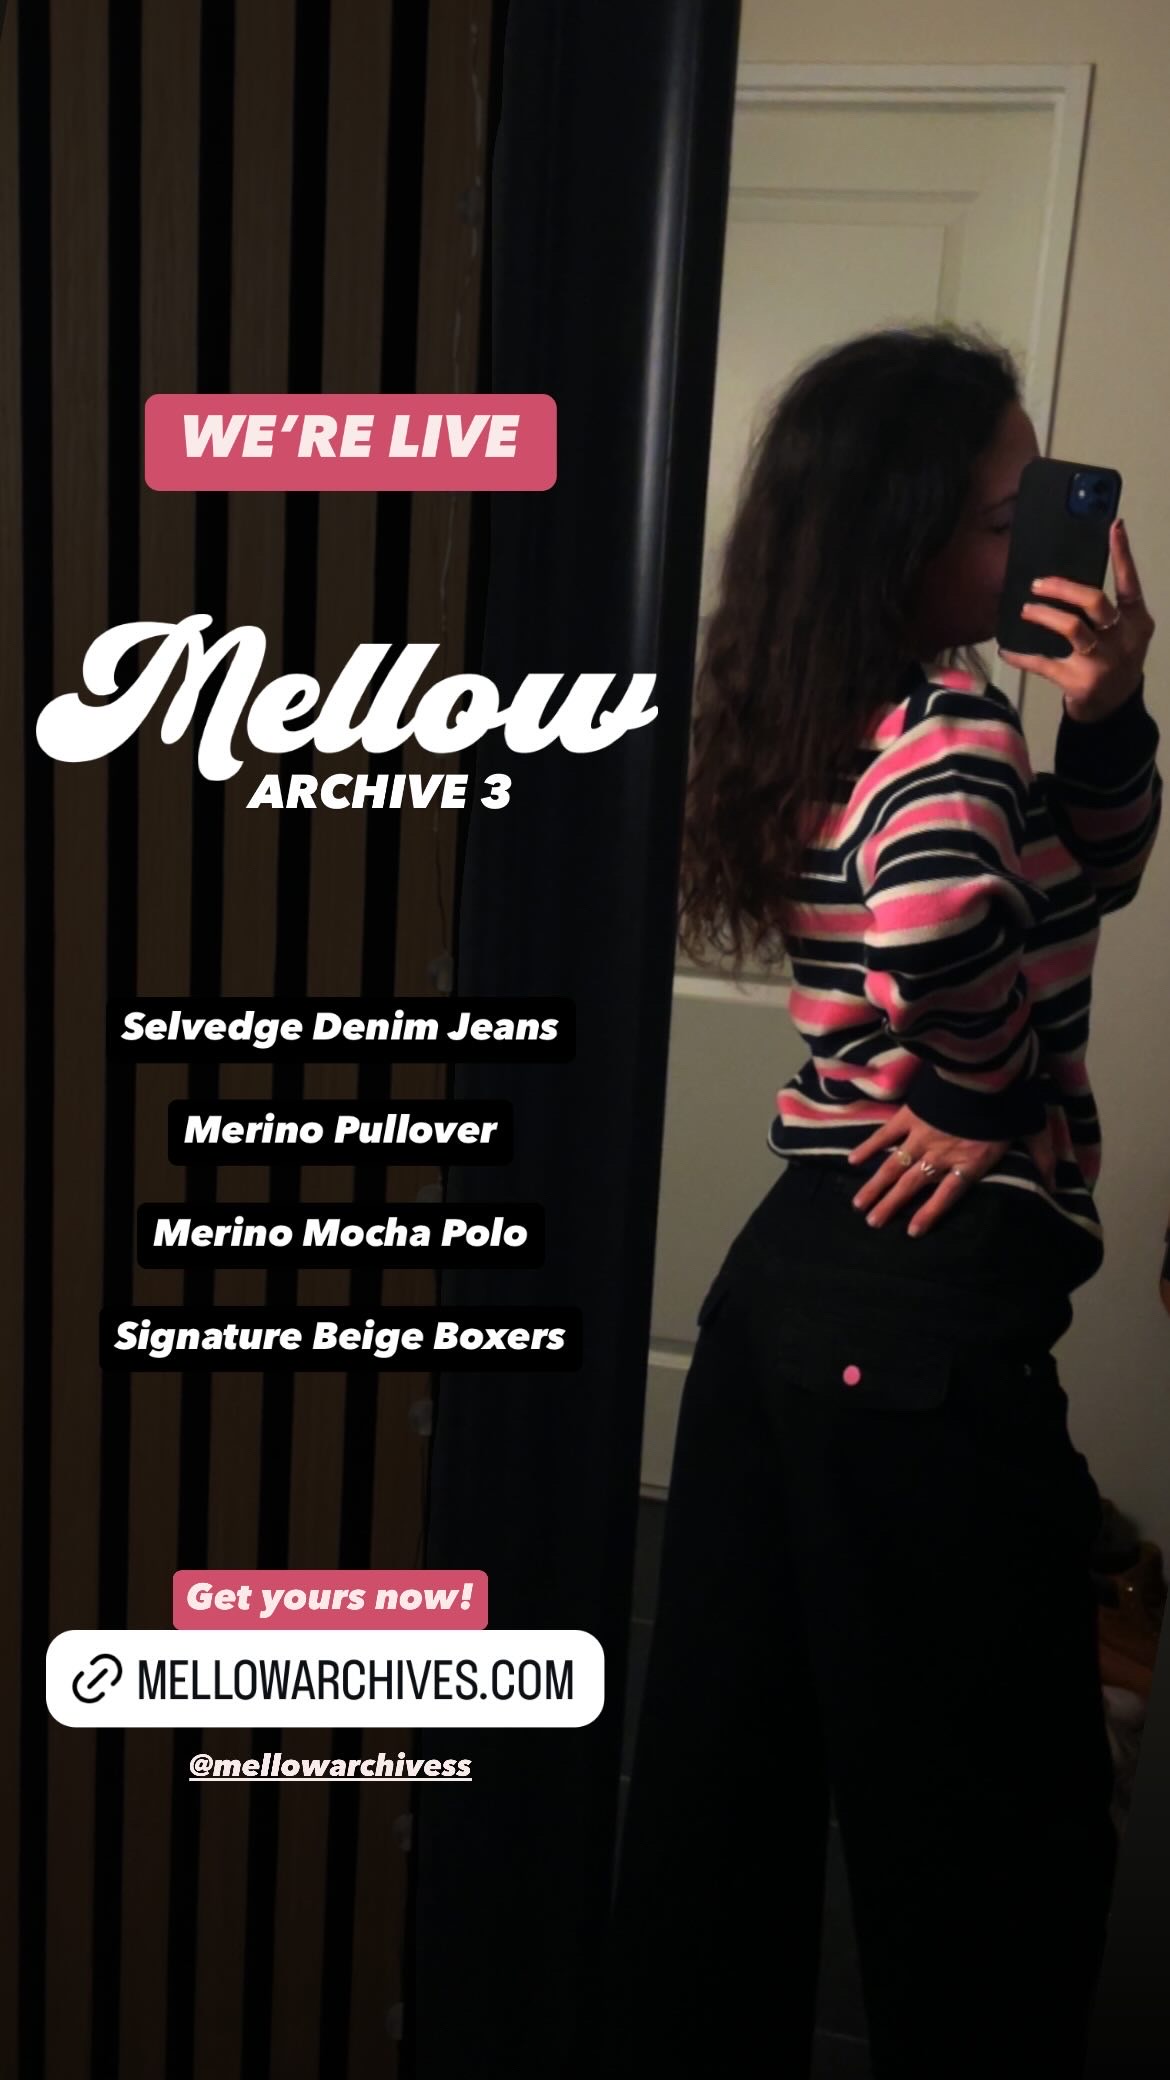 WE’RE LIVE
Mellow
ARCHIVE 3
Selvedge Denim Jeans
Merino Pullover
Merino Mocha Polo
Signature Beige Boxers
Get yours now!
MELLOWARCHIVES.COM
@mellowarchivess